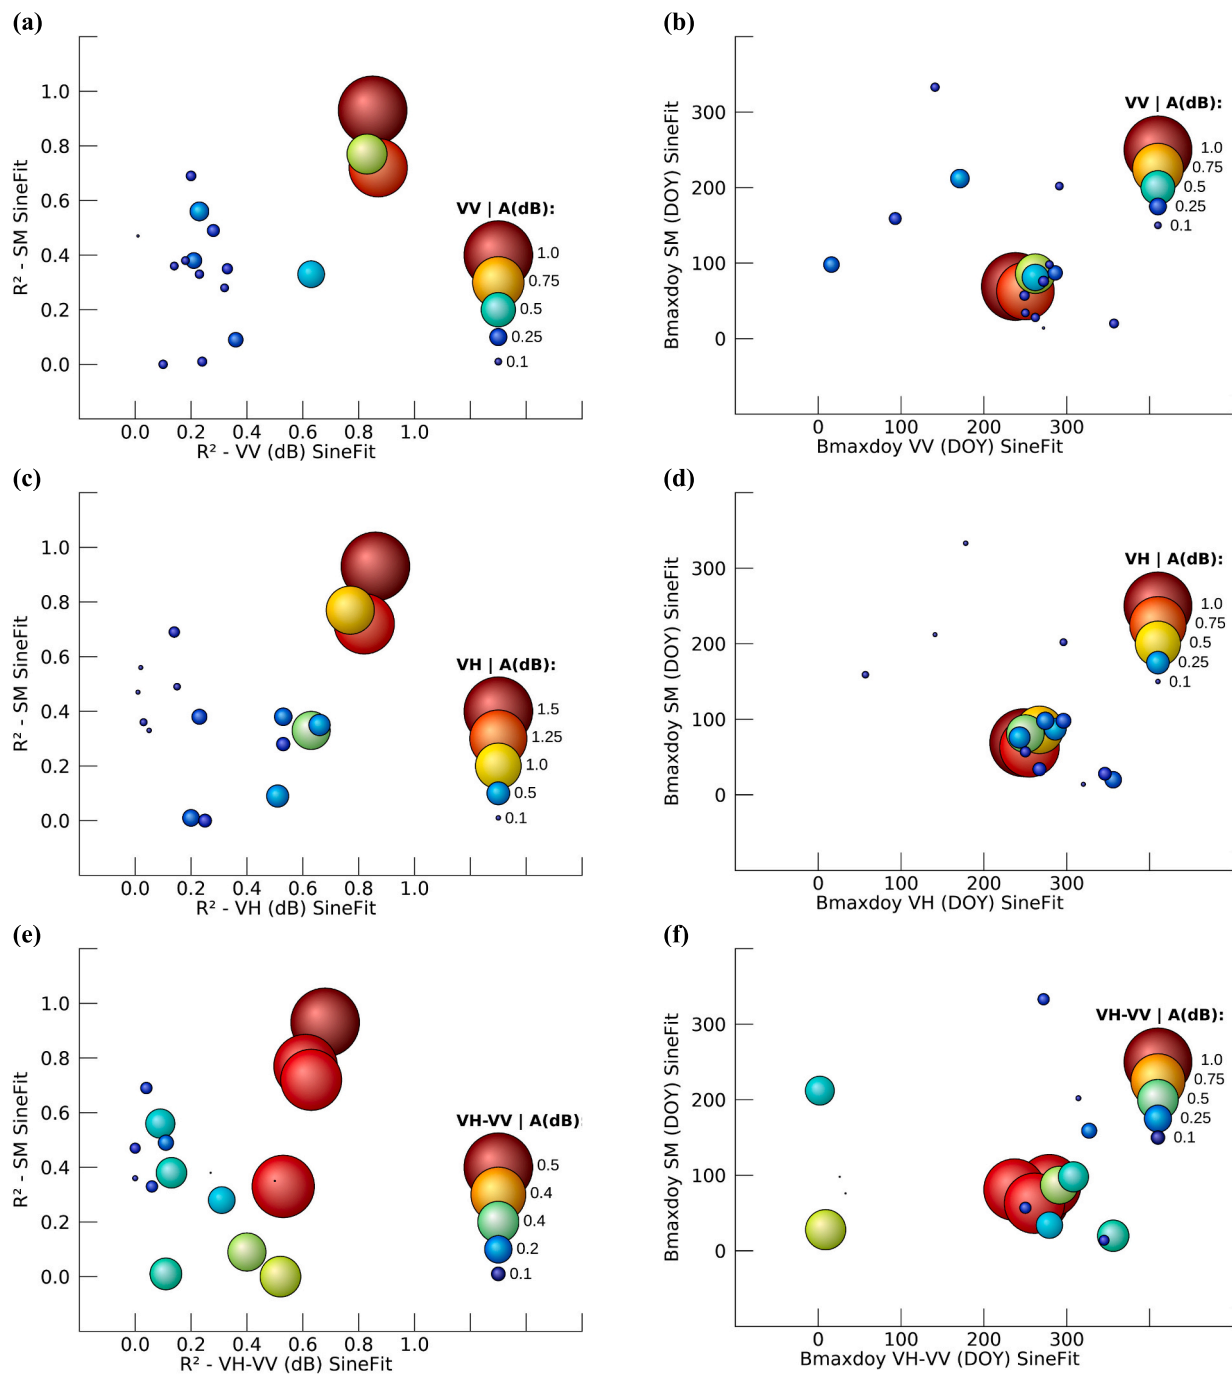 (a)
1.0
0.8
0.6
0.4
0.2
0.0
R² - SM SineFit
0.0 0.2 0.4 0.6 0.8 1.0
R² - VV (dB) SineFit
VV | A(dB):
1.0
0.75
0.5
0.25
0.1
(b)
300
200
100
0
Bmaxdoy SM (DOY) SineFit
0 100 200 300
Bmaxdoy VV (DOY) SineFit
VV | A(dB):
1.0
0.75
0.5
0.25
0.1
(c)
1.0
0.8
0.6
0.4
0.2
0.0
R² - SM SineFit
0.0 0.2 0.4 0.6 0.8 1.0
R² - VH (dB) SineFit
VH | A(dB):
1.5
1.25
1.0
0.5
0.1
(d)
300
200
100
0
Bmaxdoy SM (DOY) SineFit
0 100 200 300
Bmaxdoy VH (DOY) SineFit
VH | A(dB):
1.0
0.75
0.5
0.25
0.1
(e)
1.0
0.8
0.6
0.4
0.2
0.0
R² - SM SineFit
0.0 0.2 0.4 0.6 0.8 1.0
R² - VH-VV (dB) SineFit
VH-VV | A(dB):
0.5
0.4
0.4
0.2
0.1
(f)
300
200
100
0
Bmaxdoy SM (DOY) SineFit
0 100 200 300
Bmaxdoy VH-VV (DOY) SineFit
VH-VV | A(dB):
1.0
0.75
0.5
0.25
0.1